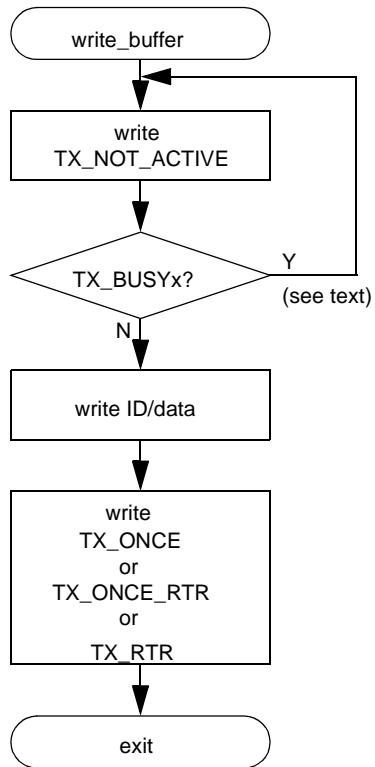 write_buffer
write
TX_NOT_ACTIVE
TX_BUSYx?
Y
(see text)
N
write ID/data
write
TX_ONCE
or
TX_ONCE_RTR
or
TX_RTR
exit